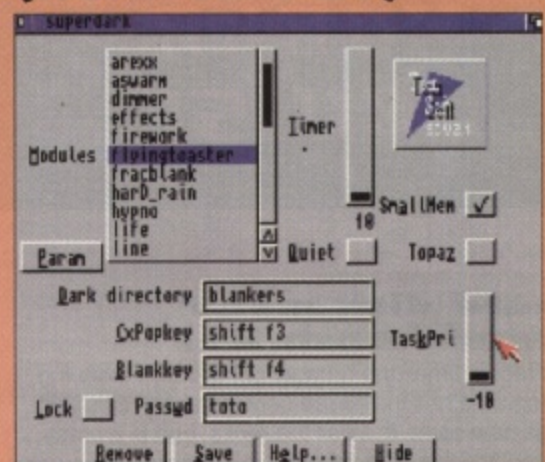 superdark
arexx
aswarm
dimmer
effects
firework
flyingtoaster
fracblank
harD_rain
hypno
life
line
Modules
Timer
10
SmallMem
Quiet
Topaz
Param
Dark directory blankers
CxPopkey shift f3
TaskPri
Blankkey shift f4
-10
Lock
Passwd toto
Remove Save Help... Hide